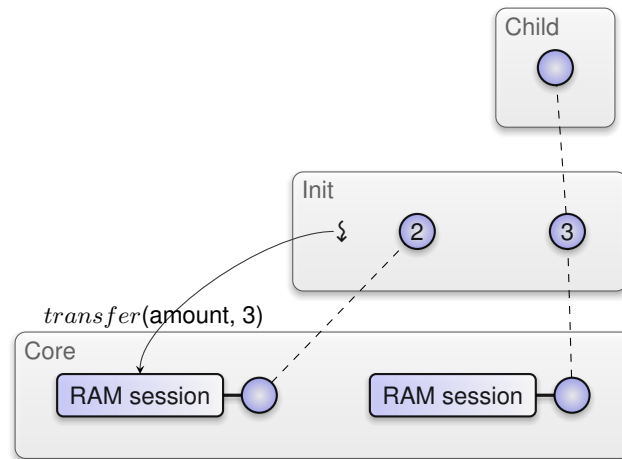 Child
Init
2
3
transfer(amount, 3)
Core
RAM session
RAM session